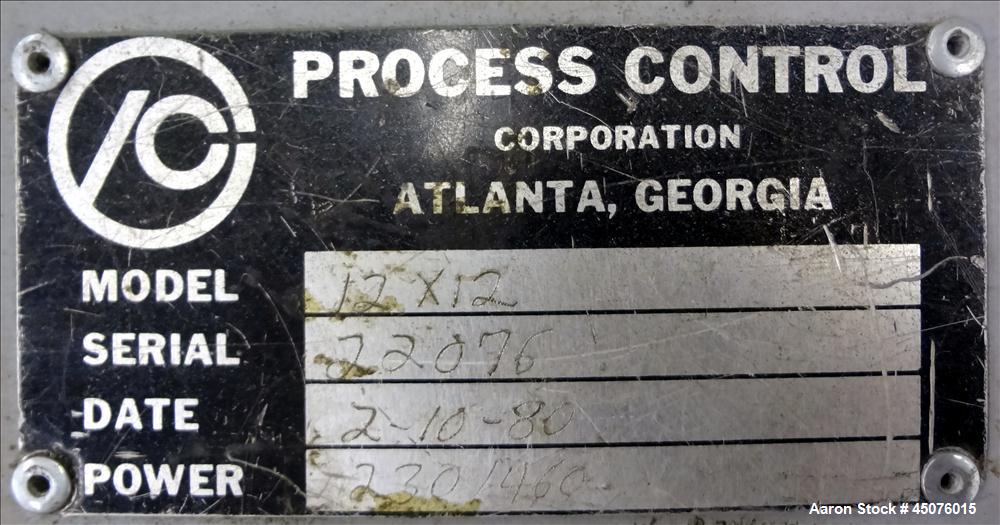 PROCESS CONTROL
CORPORATION
ATLANTA, GEORGIA
MODEL 12 X 12
SERIAL 22076
DATE 2-10-80
POWER 230/460
Aaron Stock # 45076015